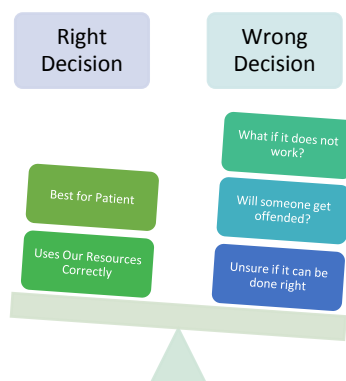 Right
Decision
Wrong
Decision
What if it does not
work?
Best for Patient
Will someone get
offended?
Uses Our Resources
Correctly
Unsure if it can be
done right